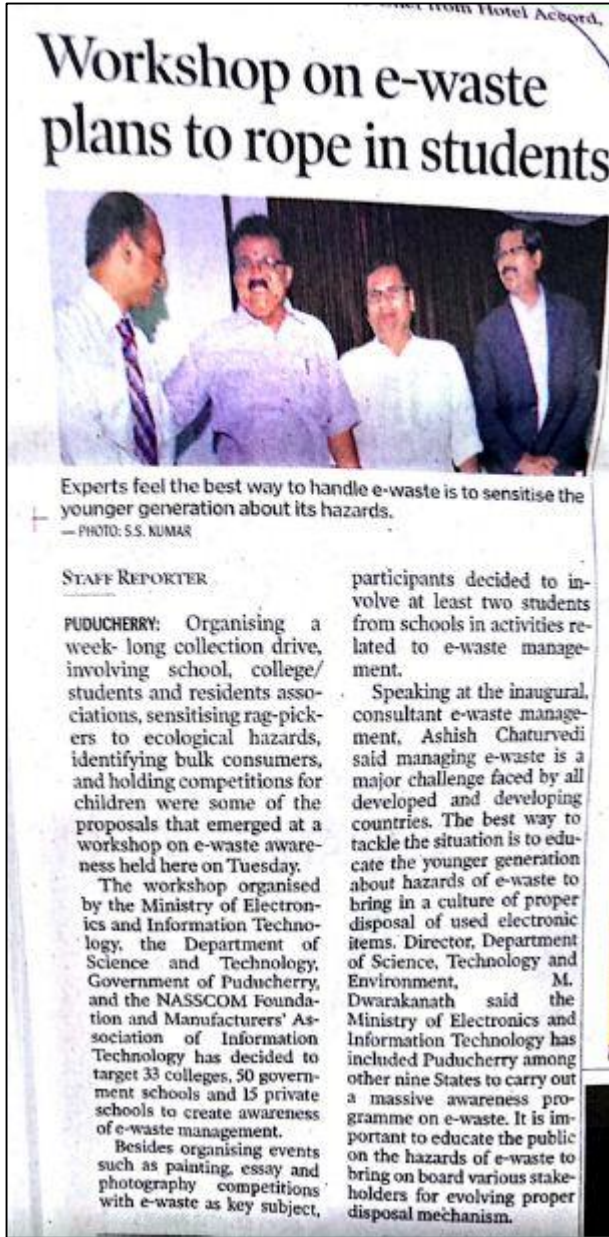 from Hotel Accord,
Workshop on e-waste
plans to rope in students
Experts feel the best way to handle e-waste is to sensitise the
younger generation about its hazards.
— PHOTO: S.S. KUMAR
STAFF REPORTER
PUDUCHERRY: Organising a
week- long collection drive,
involving school, college/
students and residents asso-
ciations, sensitising rag-pick-
ers to ecological hazards,
identifying bulk consumers,
and holding competitions for
children were some of the
proposals that emerged at a
workshop on e-waste aware-
ness held here on Tuesday.
The workshop organised
by the Ministry of Electron-
ics and Information Techno-
logy, the Department of
Science and Technology,
Government of Puducherry,
and the NASSCOM Founda-
tion and Manufacturers' As-
sociation of Information
Technology has decided to
target 33 colleges, 50 govern-
ment schools and 15 private
schools to create awareness
of e-waste management.
Besides organising events
such as painting, essay and
photography competitions
with e-waste as key subject,
participants decided to in-
volve at least two students
from schools in activities re-
lated to e-waste manage-
ment.
Speaking at the inaugural,
consultant e-waste manage-
ment, Ashish Chaturvedi
said managing e-waste is a
major challenge faced by all
developed and developing
countries. The best way to
tackle the situation is to edu-
cate the younger generation
about hazards of e-waste to
bring in a culture of proper
disposal of used electronic
items. Director, Department
of Science, Technology and
Environment, M.
Dwarakanath said the
Ministry of Electronics and
Information Technology has
included Puducherry among
other nine States to carry out
a massive awareness pro-
gramme on e-waste. It is im-
portant to educate the public
on the hazards of e-waste to
bring on board various stake-
holders for evolving proper
disposal mechanism.